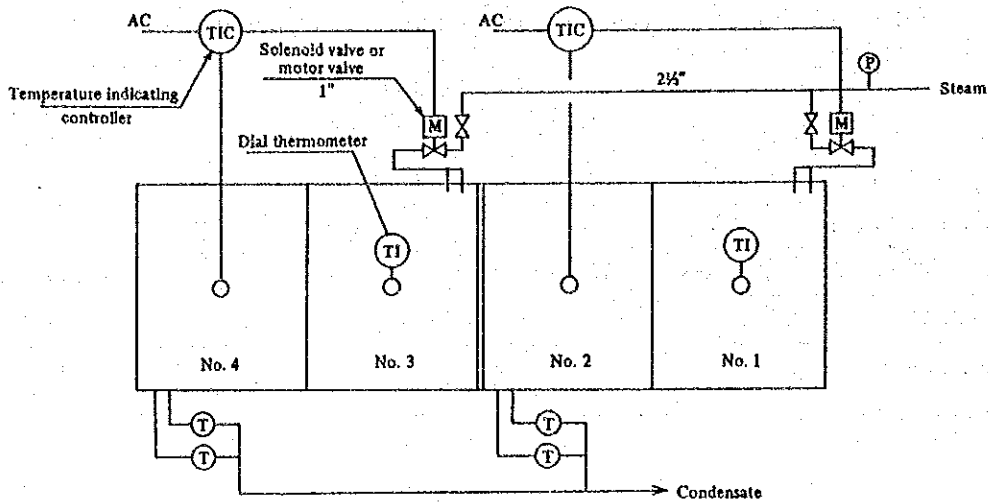 AC
TIC
Solenoid valve or
motor valve
1"
Temperature indicating
controller
M
Dial thermometer
AC
TIC
2½"
P
Steam
M
TI
TI
No. 4
No. 3
No. 2
No. 1
T
T
T
T
Condensate